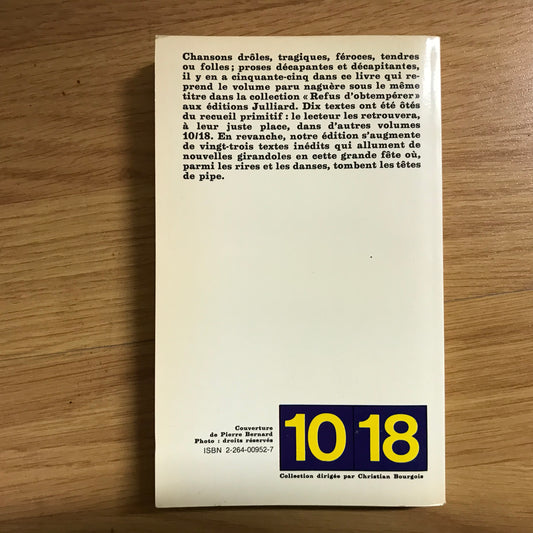 Chansons drôles, tragiques, féroces, tendres
ou folles ; proses décapantes et décapitantes,
il y en a cinquante-cinq dans ce livre qui re-
prend le volume paru naguère sous le même
titre dans la collection « Refus d'obtempérer »
aux éditions Julliard. Dix textes ont été ôtés
du recueil primitif : le lecteur les retrouvera,
à leur juste place, dans d'autres volumes
10/18. En revanche, notre édition s'augmente
de vingt-trois textes inédits qui allument de
nouvelles girandoles en cette grande fête où,
parmi les rires et les danses, tombent les têtes
de pipe.
Couverture
de Pierre Bernard
Photo : droits réservés
ISBN 2-264-00952-7
10 18
Collection dirigée par Christian Bourgois